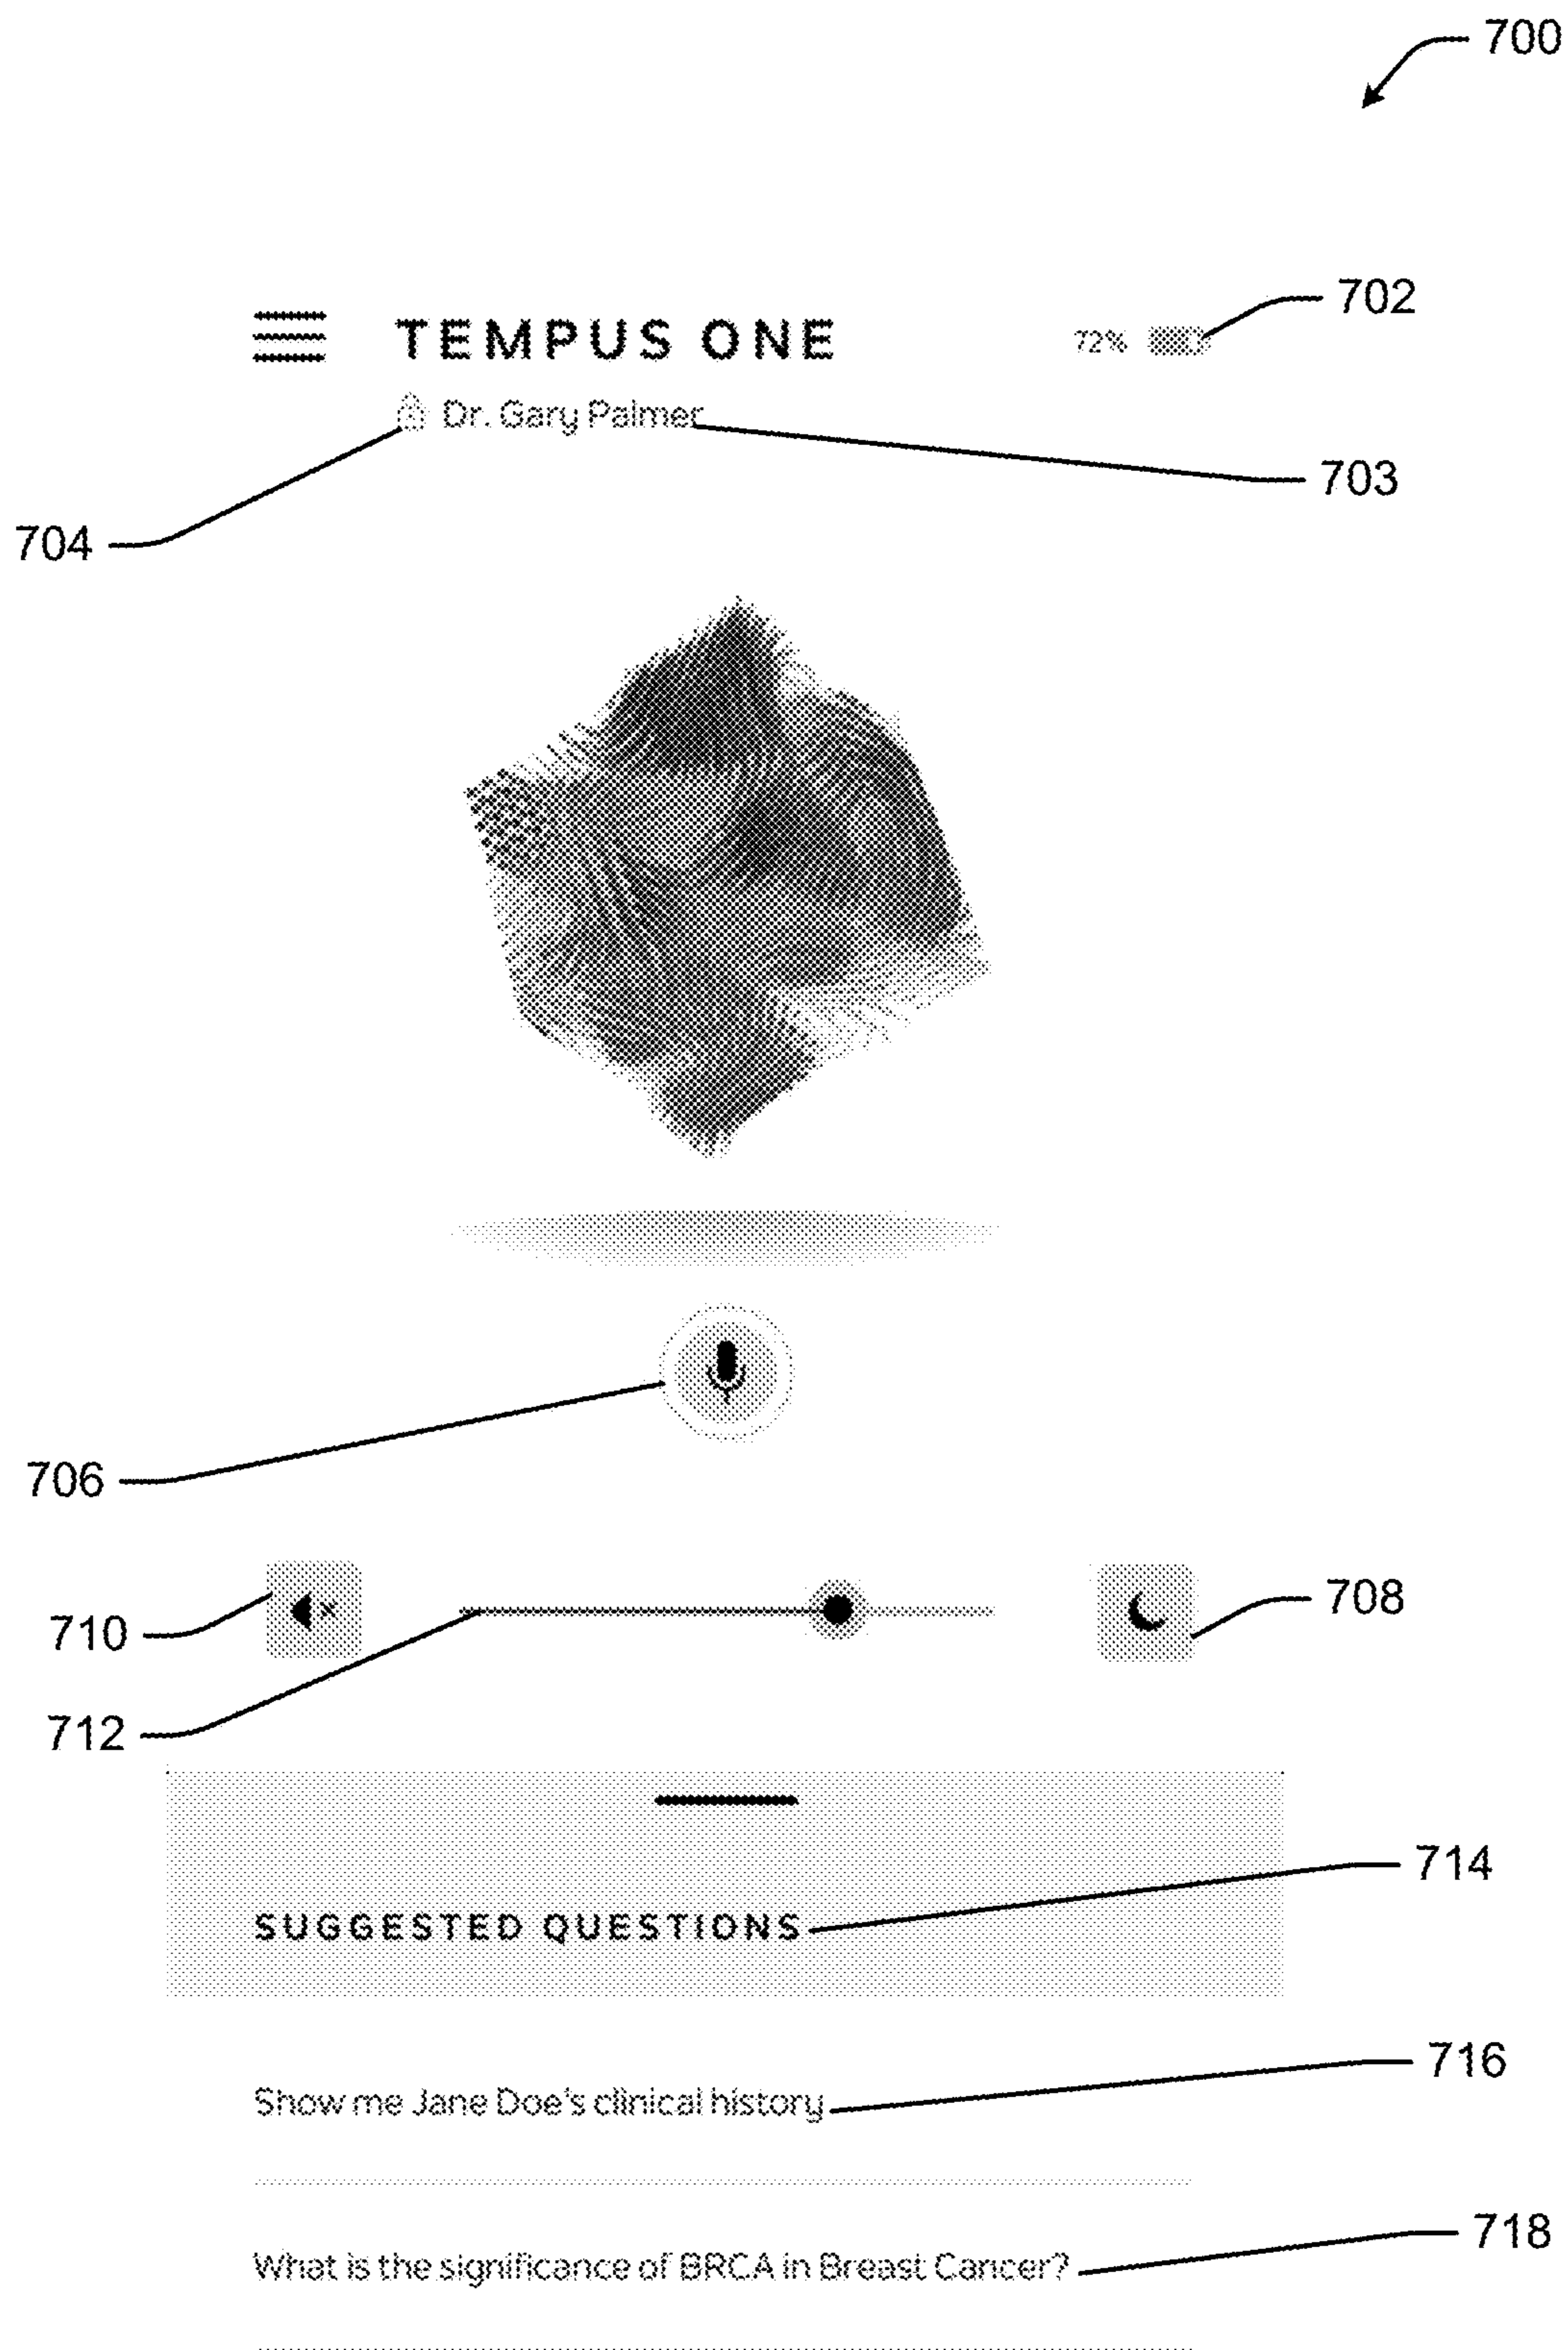 700
TEMPUS ONE 72% 702
Dr. Gary Palmer
703
704
706
710
708
712
714
SUGGESTED QUESTIONS
716
Show me Jane Doe's clinical history
718
What is the significance of BRCA in Breast Cancer?